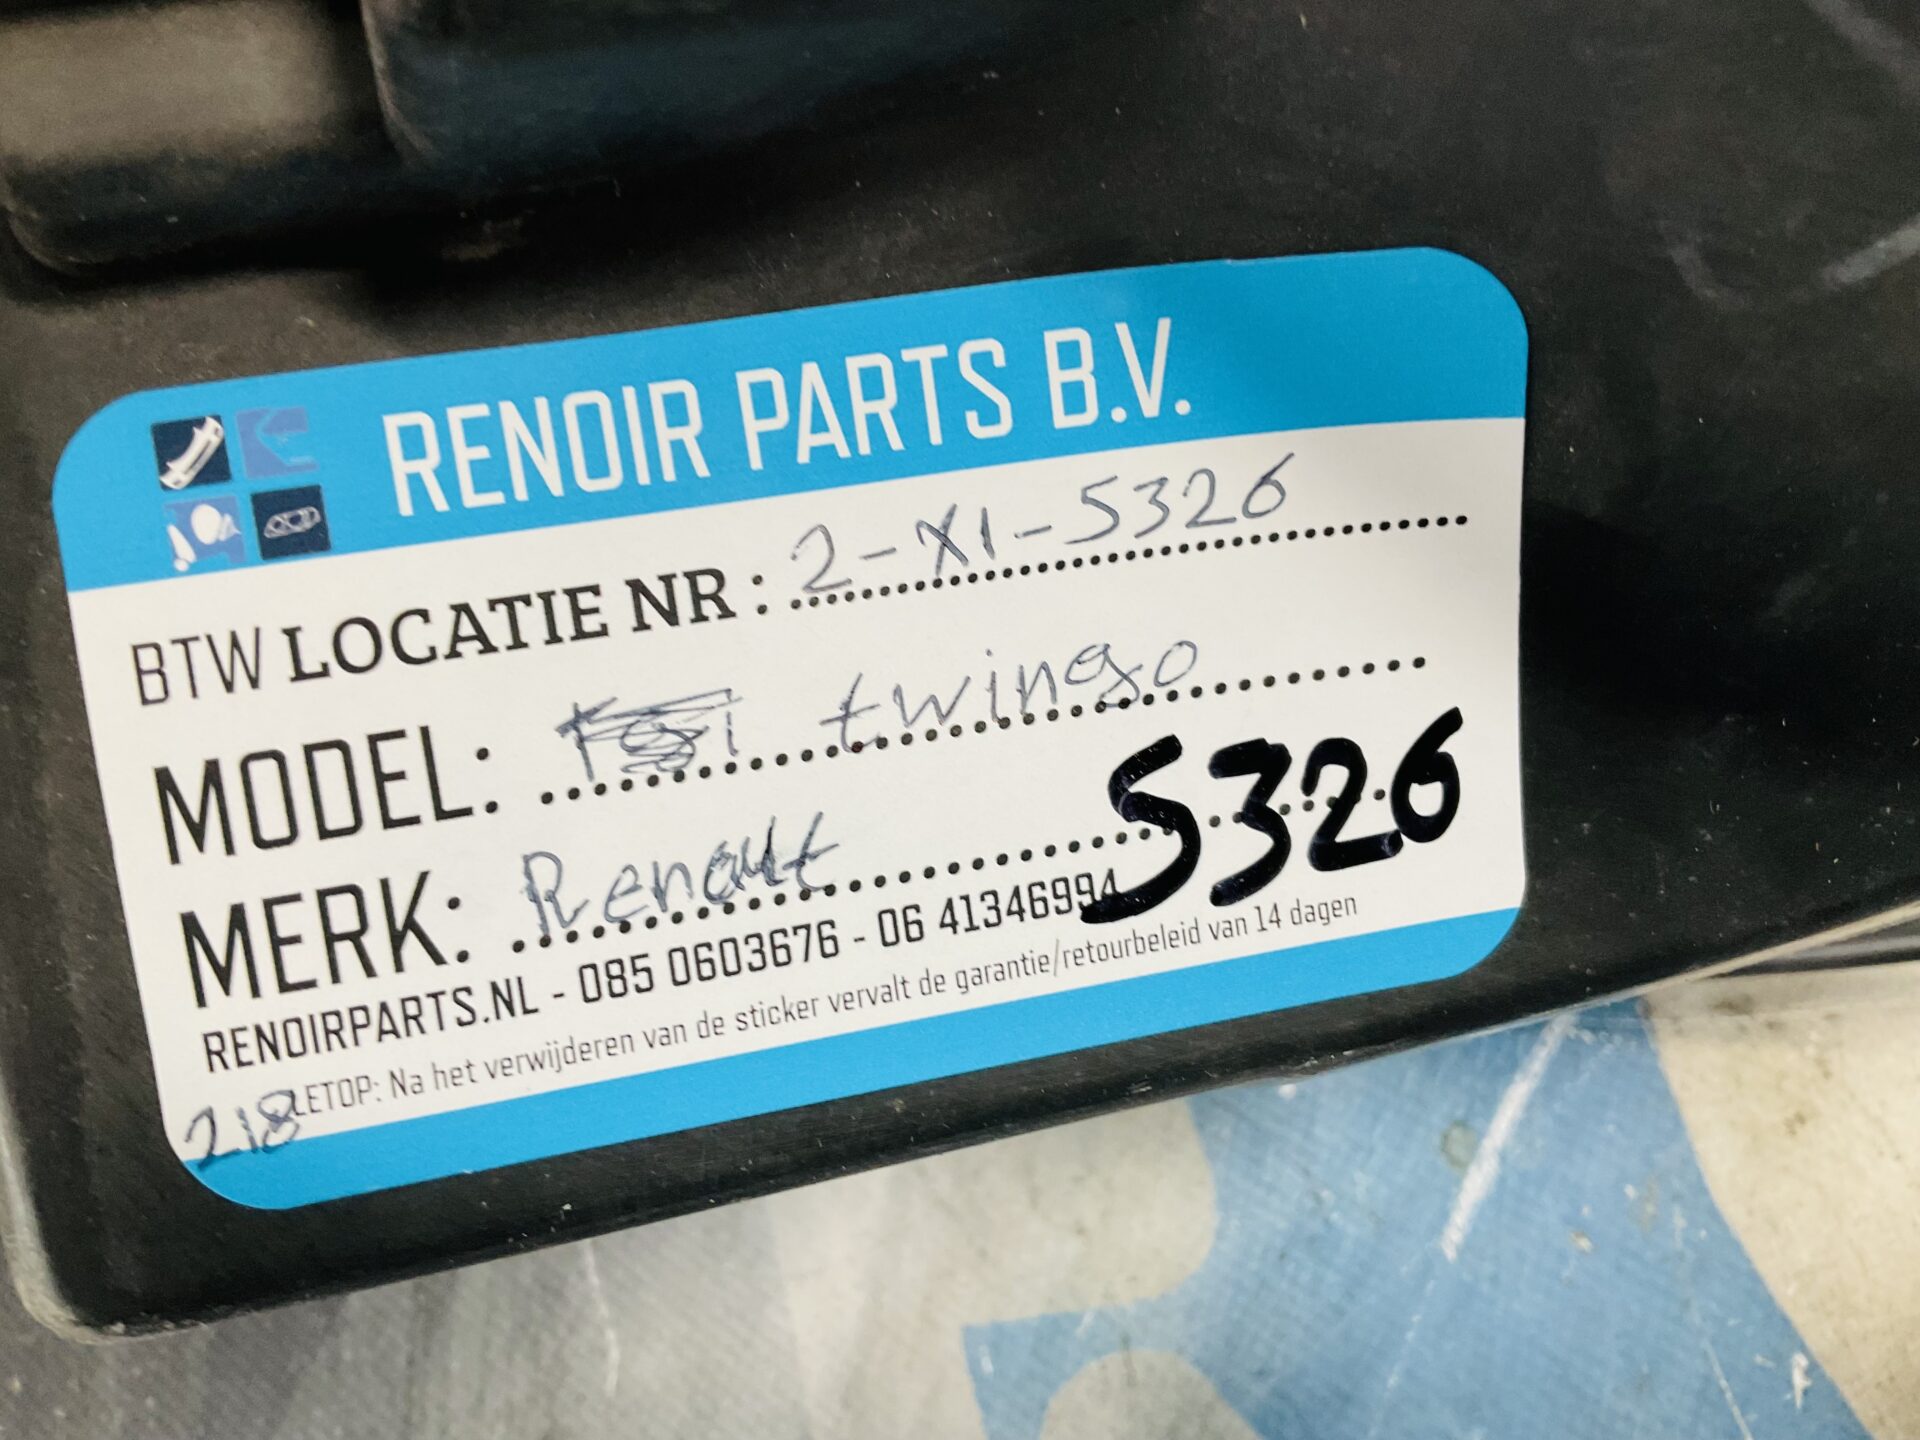 RENOIR PARTS B.V.
BTW LOCATIE NR : 2-XI-5326
MODEL: twingo
MERK: Renault
5326
RENOIRPARTS.NL - 085 0603676 - 06 41346994
LETOP: Na het verwijderen van de sticker vervalt de garantie/retourbeleid van 14 dagen
218